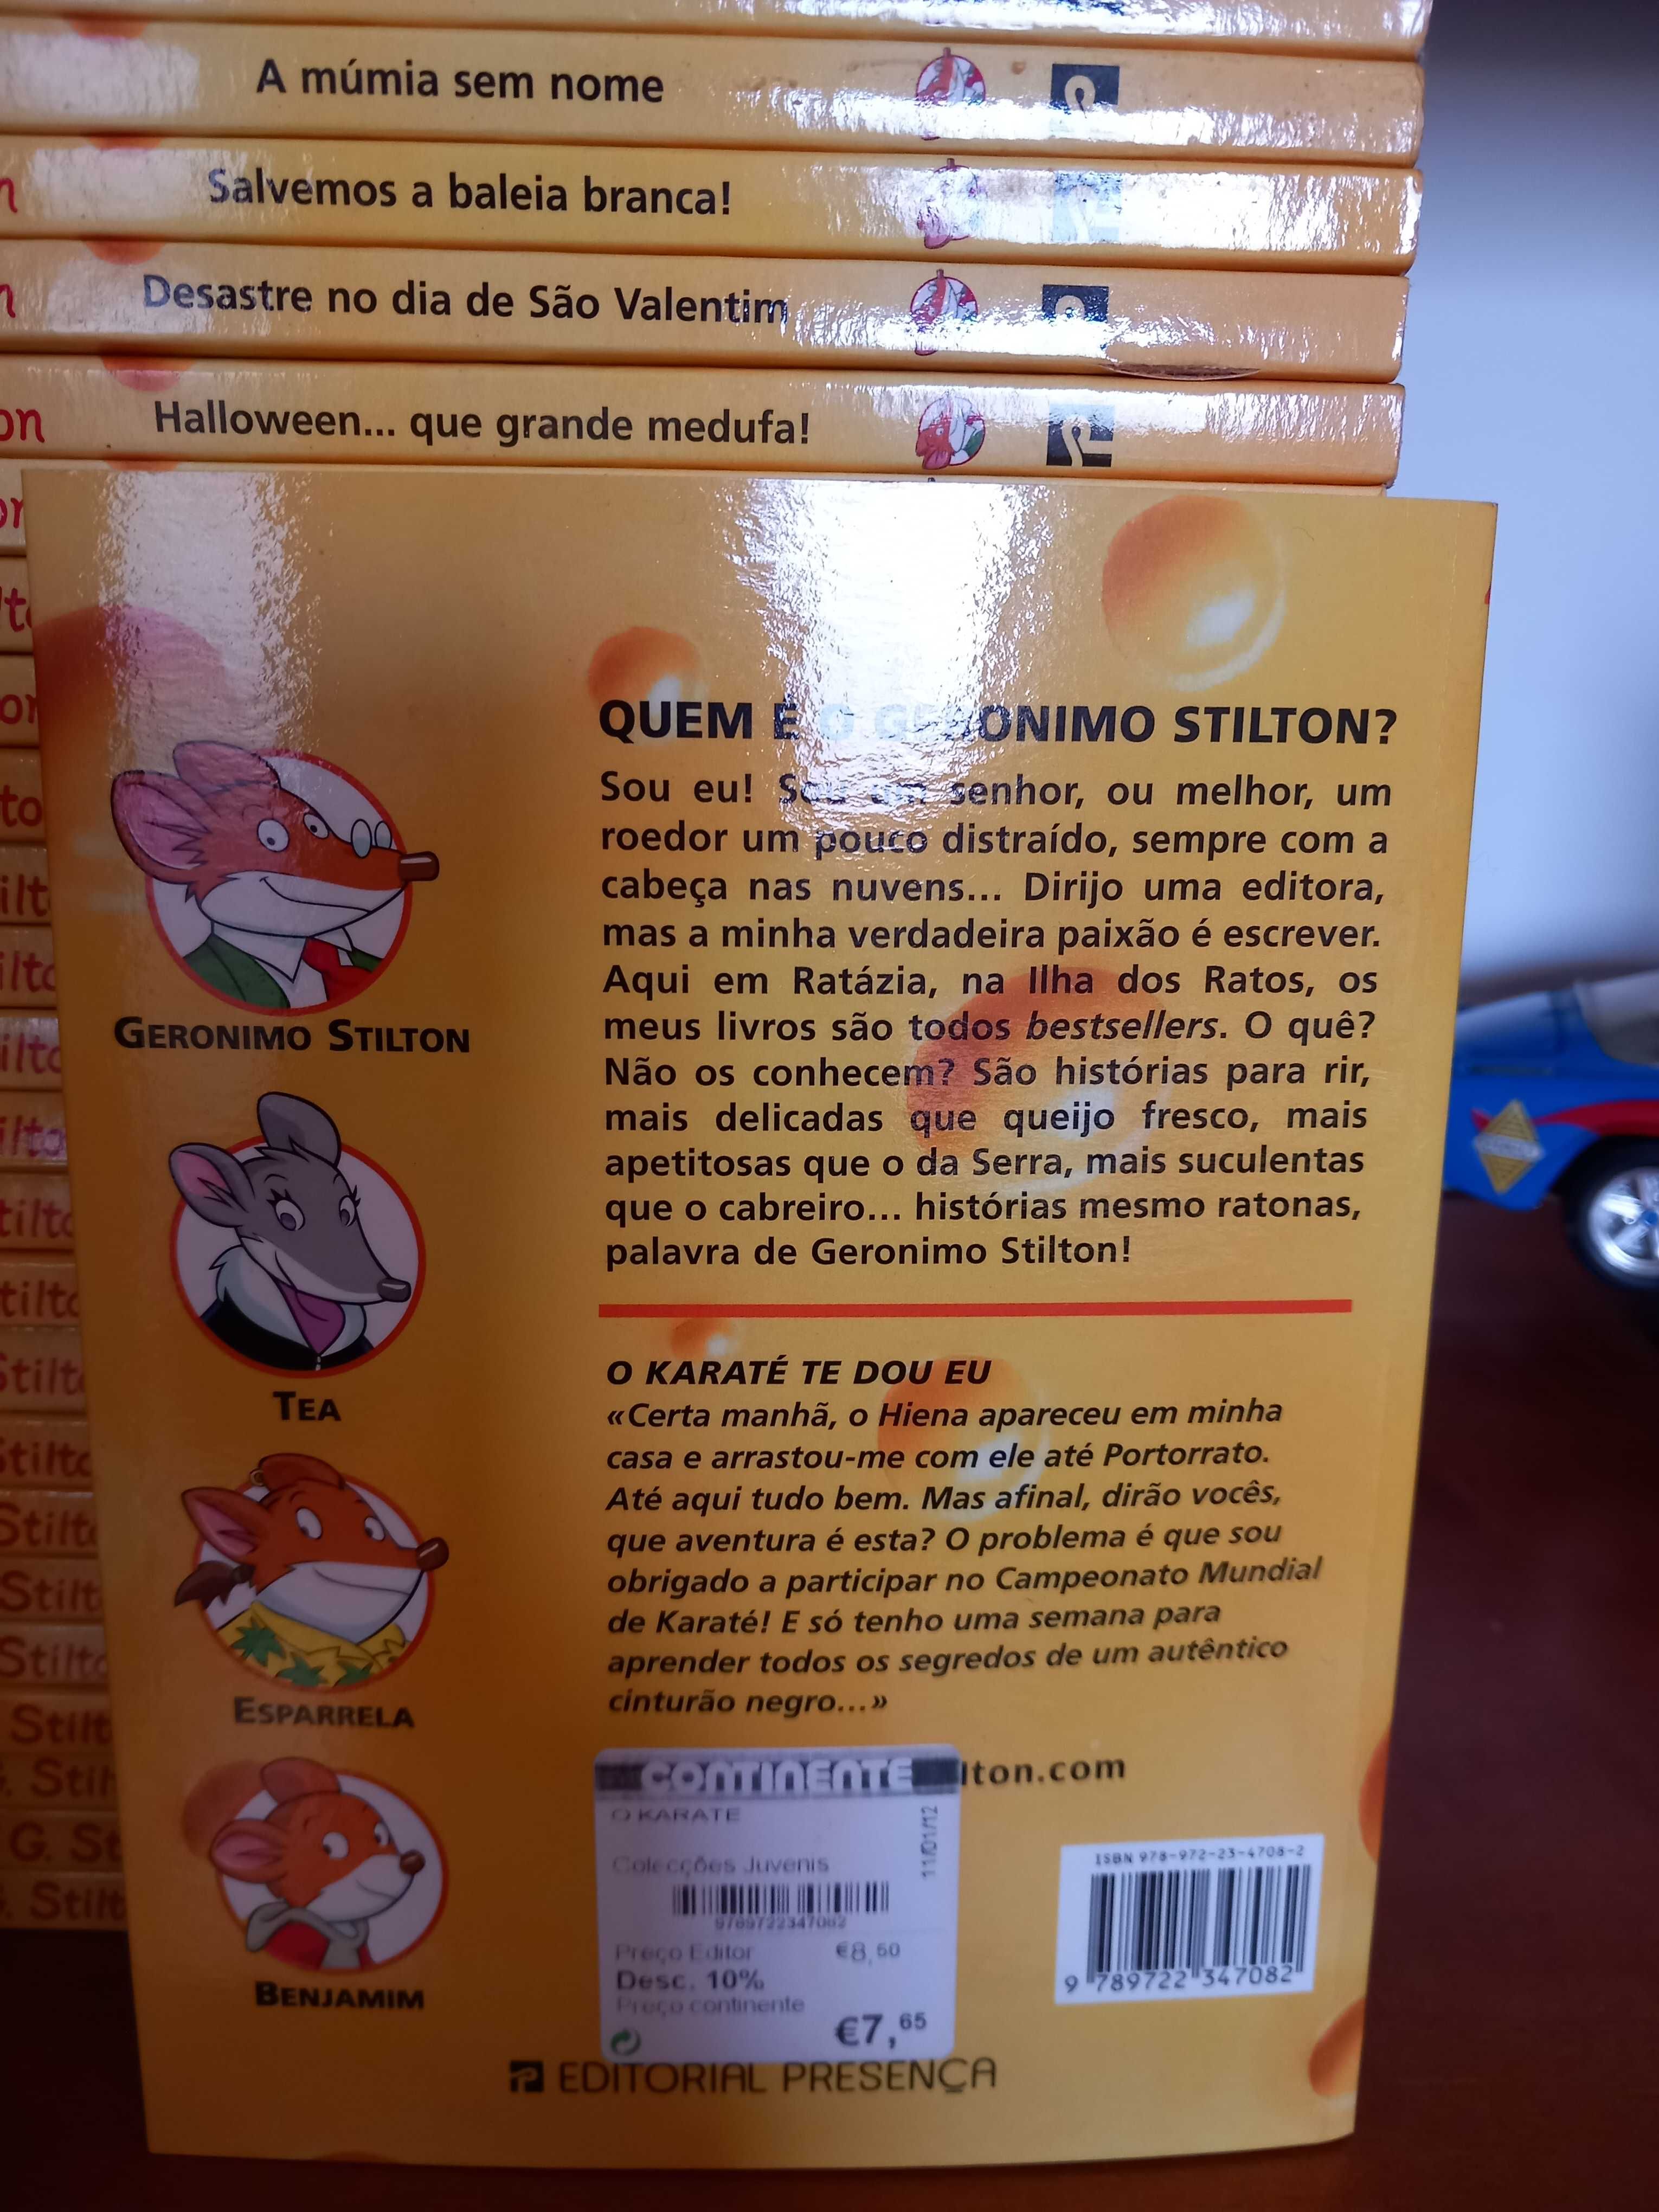 A múmia sem nome
Salvemos a baleia branca!
Desastre no dia de São Valentim
Halloween... que grande medufa!
QUEM É O GERONIMO STILTON?
Sou eu! Sou um senhor, ou melhor, um
roedor um pouco distraído, sempre com a
cabeça nas nuvens... Dirijo uma editora,
mas a minha verdadeira paixão é escrever.
Aqui em Ratázia, na Ilha dos Ratos, os
meus livros são todos bestsellers. O quê?
Não os conhecem? São histórias para rir,
mais delicadas que queijo fresco, mais
apetitosas que o da Serra, mais suculentas
que o cabreiro... histórias mesmo ratonas,
palavra de Geronimo Stilton!
GERONIMO STILTON
TEA
ESPARRELA
BENJAMIM
O KARATÉ TE DOU EU
«Certa manhã, o Hiena apareceu em minha
casa e arrastou-me com ele até Portorrato.
Até aqui tudo bem. Mas afinal, dirão vocês,
que aventura é esta? O problema é que sou
obrigado a participar no Campeonato Mundial
de Karaté! E só tenho uma semana para
aprender todos os segredos de um autêntico
cinturão negro...»
lton.com
CONTINENTE
O KARATE
11/01/12
Colecções Juvenis
9789722347082
Preço Editor €8,50
Desc. 10%
Preço continente
€7,65
ISBN 978-972-23-4708-2
9 789722 347082
EDITORIAL PRESENÇA